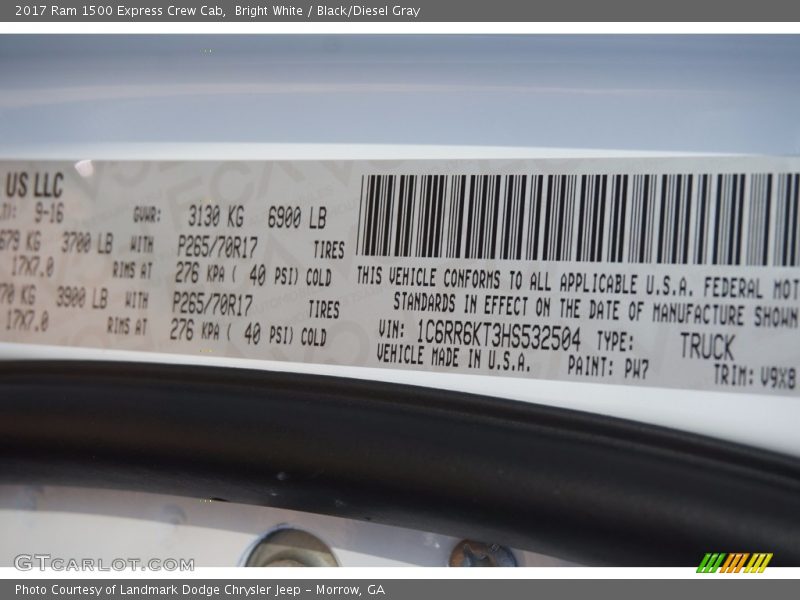 2017 Ram 1500 Express Crew Cab, Bright White / Black/Diesel Gray
US LLC
9-16 GVWR: 3130 KG 6900 LB
3700 LB WITH P265/70R17 TIRES
17X7.0 RIMS AT 276 KPA ( 40 PSI) COLD
3900 LB WITH P265/70R17 TIRES
17X7.0 RIMS AT 276 KPA ( 40 PSI) COLD
THIS VEHICLE CONFORMS TO ALL APPLICABLE U.S.A. FEDERAL MOT
STANDARDS IN EFFECT ON THE DATE OF MANUFACTURE SHOWN
VIN: 1C6RR6KT3HS532504 TYPE: TRUCK
VEHICLE MADE IN U.S.A. PAINT: PW7 TRIM: V9X8
GTCARLOT.COM
Photo Courtesy of Landmark Dodge Chrysler Jeep - Morrow, GA